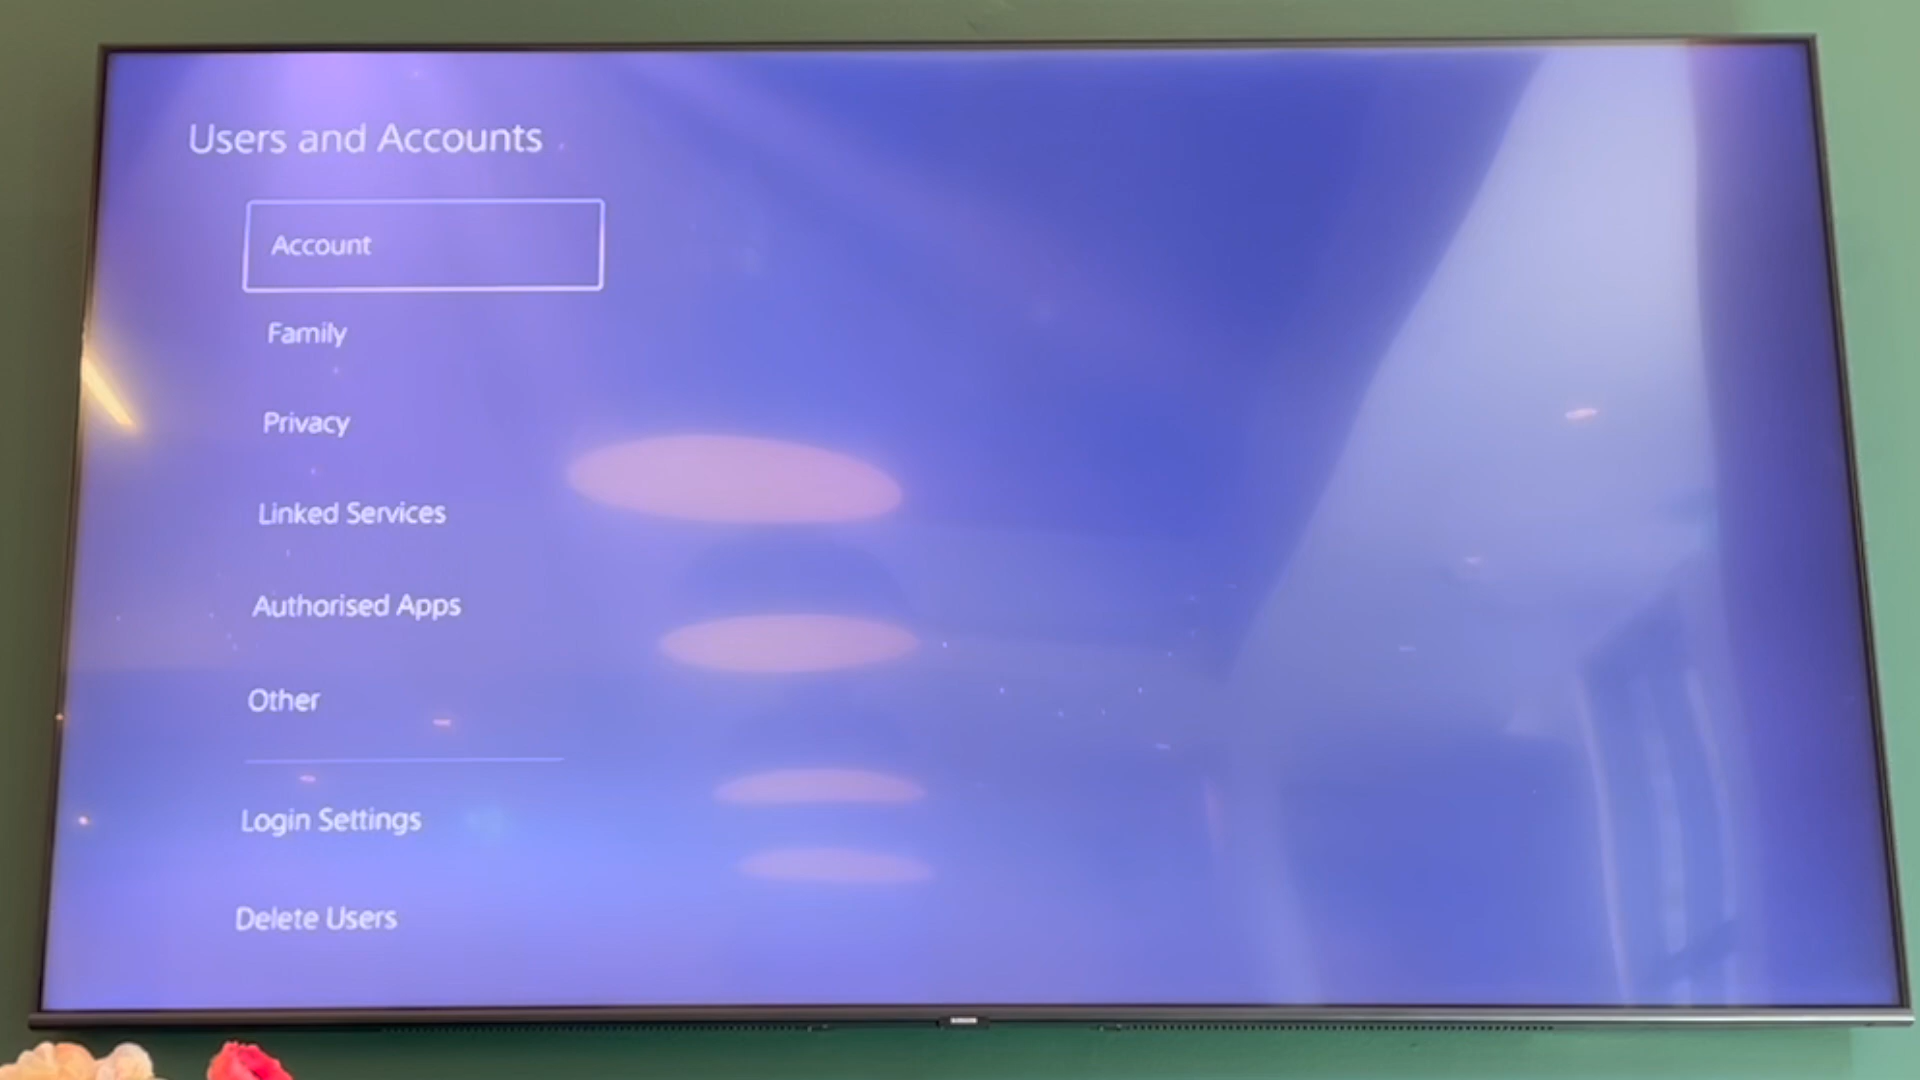 Users and Accounts
Account
Family
Privacy
Linked Services
Authorised Apps
Other
Login Settings
Delete Users